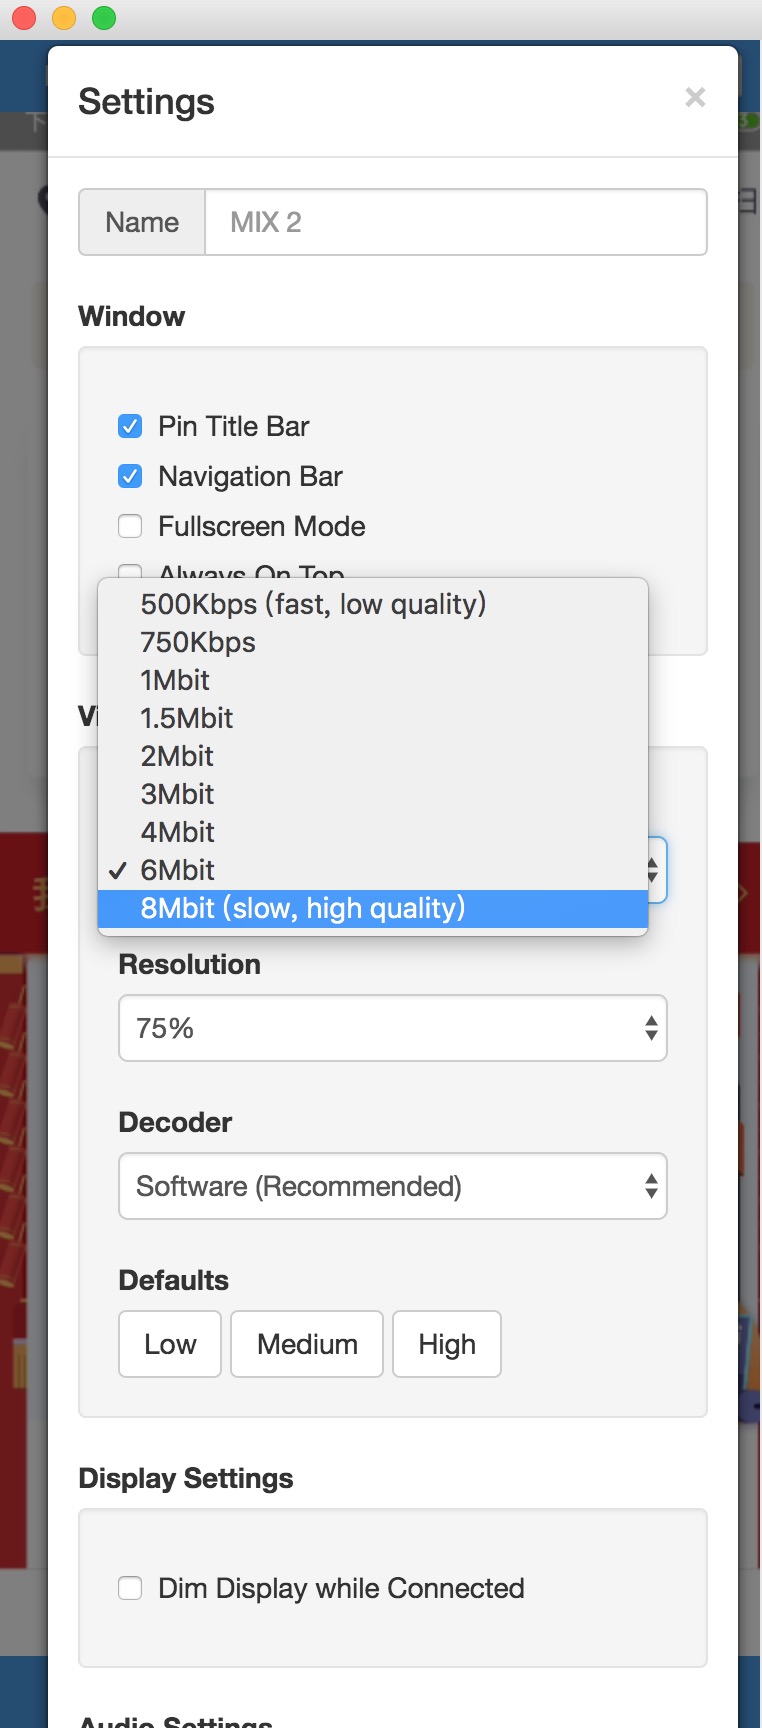 Settings
×
Name
MIX 2
Window
Pin Title Bar
Navigation Bar
Fullscreen Mode
Always On Top
500Kbps (fast, low quality)
750Kbps
1Mbit
1.5Mbit
2Mbit
3Mbit
4Mbit
✓ 6Mbit
8Mbit (slow, high quality)
Resolution
75%
Decoder
Software (Recommended)
Defaults
Low Medium High
Display Settings
Dim Display while Connected
Audio Settings